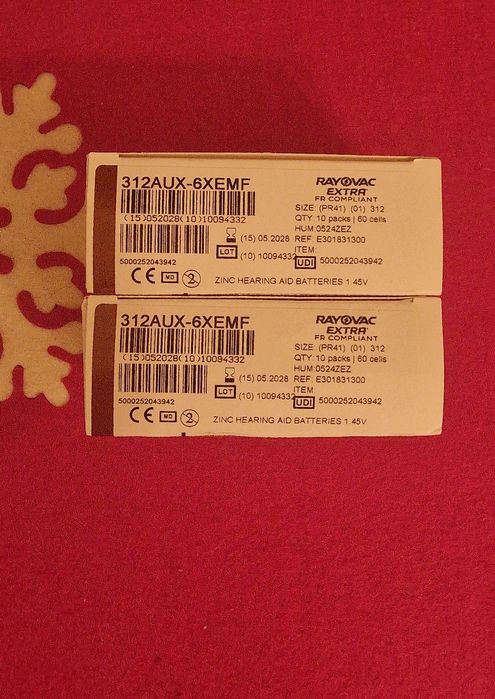 312AUX-6XEMF
RAYOVAC
EXTRA
FR COMPLIANT
SIZE: (PR41) (01) 312
(15)052028(10)10094332
QTY: 10 packs | 60 cells
HUM:0524ZEZ
(15) 05.2028 REF: E301831300
LOT (10) 10094332 ITEM
5000252043942
UDI 5000252043942
CE MD 2
ZINC HEARING AID BATTERIES 1.45V
312AUX-6XEMF
RAYOVAC
EXTRA
FR COMPLIANT
SIZE: (PR41) (01) 312
(15)052028(10)10094332
QTY: 10 packs | 60 cells
HUM:0524ZEZ
(15) 05.2028 REF: E301831300
LOT (10) 10094332 ITEM
5000252043942
UDI 5000252043942
CE MD 2
ZINC HEARING AID BATTERIES 1.45V